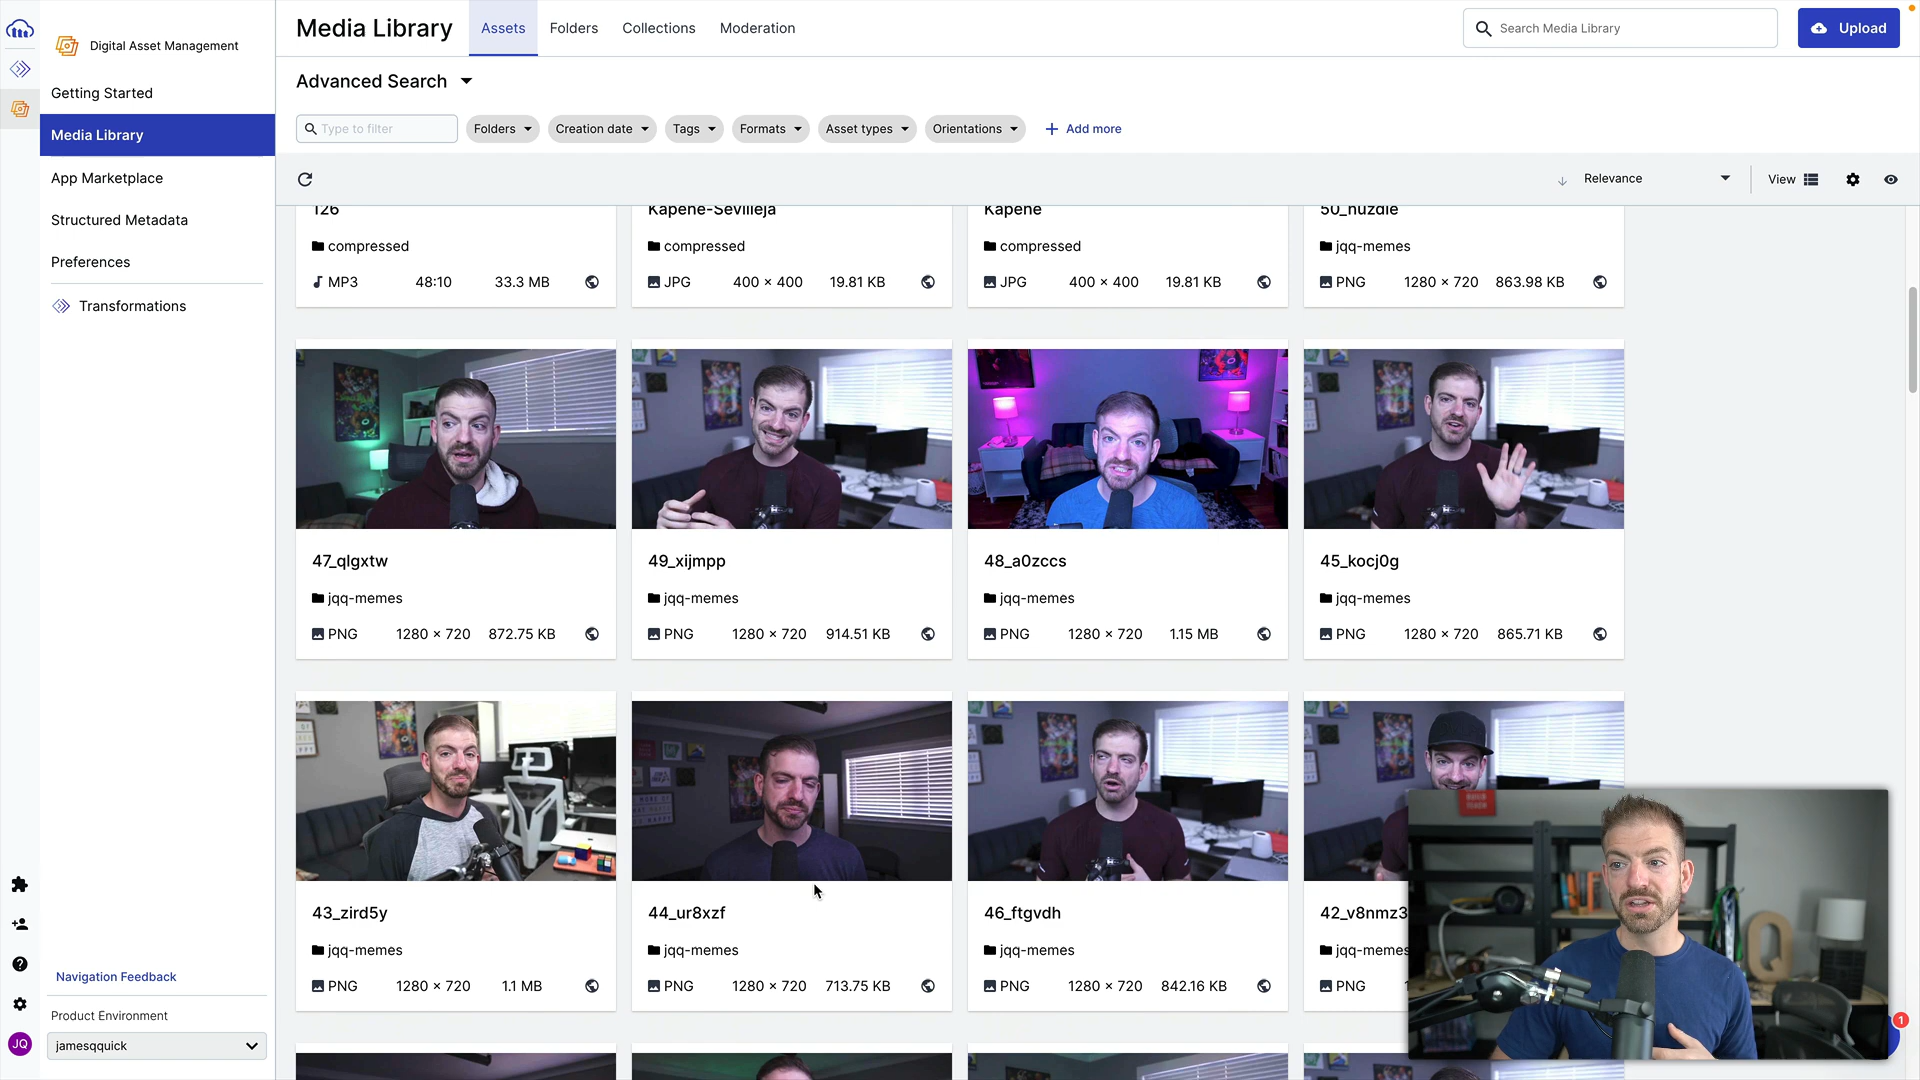 Media Library
Assets
Folders
Collections
Moderation
Search Media Library
Upload
Digital Asset Management
Getting Started
Media Library
App Marketplace
Structured Metadata
Preferences
Transformations
Advanced Search
Type to filter
Folders
Creation date
Tags
Formats
Asset types
Orientations
Add more
Relevance
View
126
compressed
MP3 48:10 33.3 MB
Kapehe-Sevilleja
compressed
JPG 400 × 400 19.81 KB
Kapehe
compressed
JPG 400 × 400 19.81 KB
50_nuzdie
jqq-memes
PNG 1280 × 720 863.98 KB
47_qlgxtw
jqq-memes
PNG 1280 × 720 872.75 KB
49_xijmpp
jqq-memes
PNG 1280 × 720 914.51 KB
48_a0zccs
jqq-memes
PNG 1280 × 720 1.15 MB
45_kocj0g
jqq-memes
PNG 1280 × 720 865.71 KB
43_zird5y
jqq-memes
PNG 1280 × 720 1.1 MB
44_ur8xzf
jqq-memes
PNG 1280 × 720 713.75 KB
46_ftgvdh
jqq-memes
PNG 1280 × 720 842.16 KB
42_v8nmz3
jqq-memes
PNG
Navigation Feedback
Product Environment
JQ
jamesqquick
1